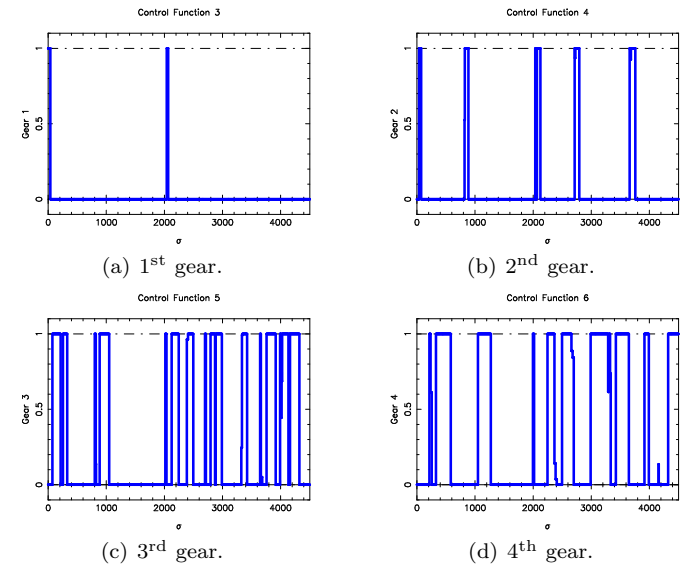 Control Function 3
Control Function 4
1
0.5
0
Gear 1
0
1000
2000
3000
4000
σ
1
0.5
0
Gear 2
0
1000
2000
3000
4000
σ
(a) 1st gear.
(b) 2nd gear.
Control Function 5
Control Function 6
1
0.5
0
Gear 3
0
1000
2000
3000
4000
σ
1
0.5
0
Gear 4
0
1000
2000
3000
4000
σ
(c) 3rd gear.
(d) 4th gear.